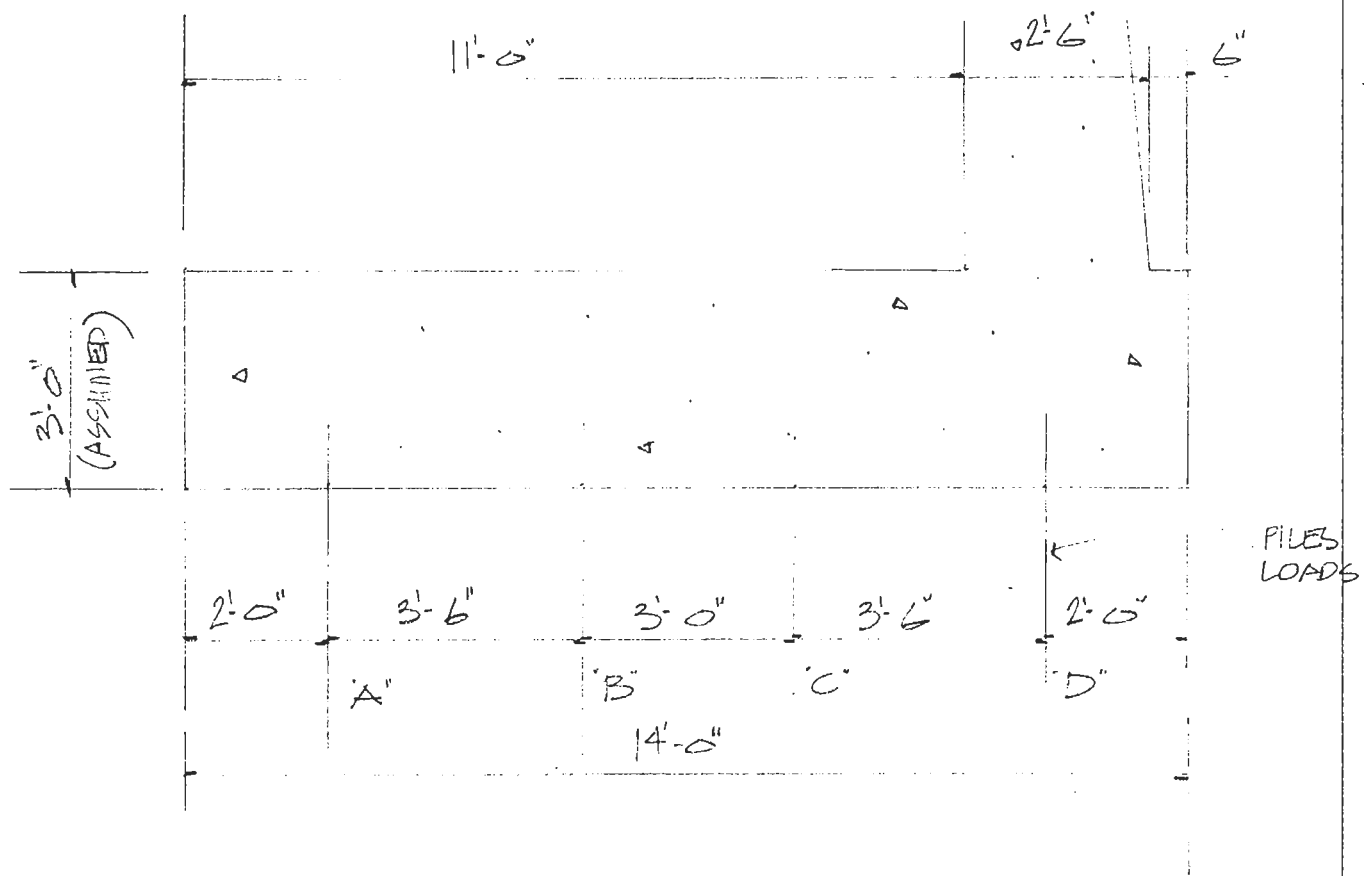 11'-0"
2'-6"
6"
3'-0"
(ASSUMED)
PILES
LOADS
2'-0"
3'-6"
3'-0"
3'-6"
2'-0"
"A"
"B"
"C"
"D"
14'-0"